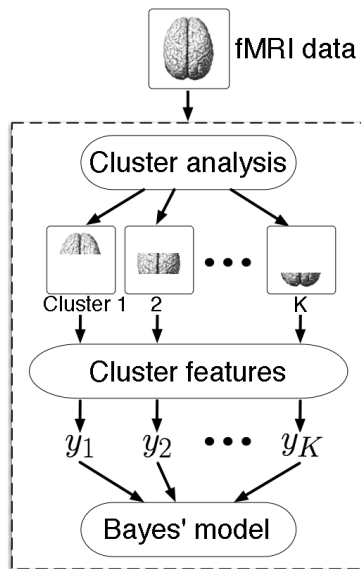 fMRI data
Cluster analysis
Cluster 1 2 K
Cluster features
y1 y2 yK
Bayes' model